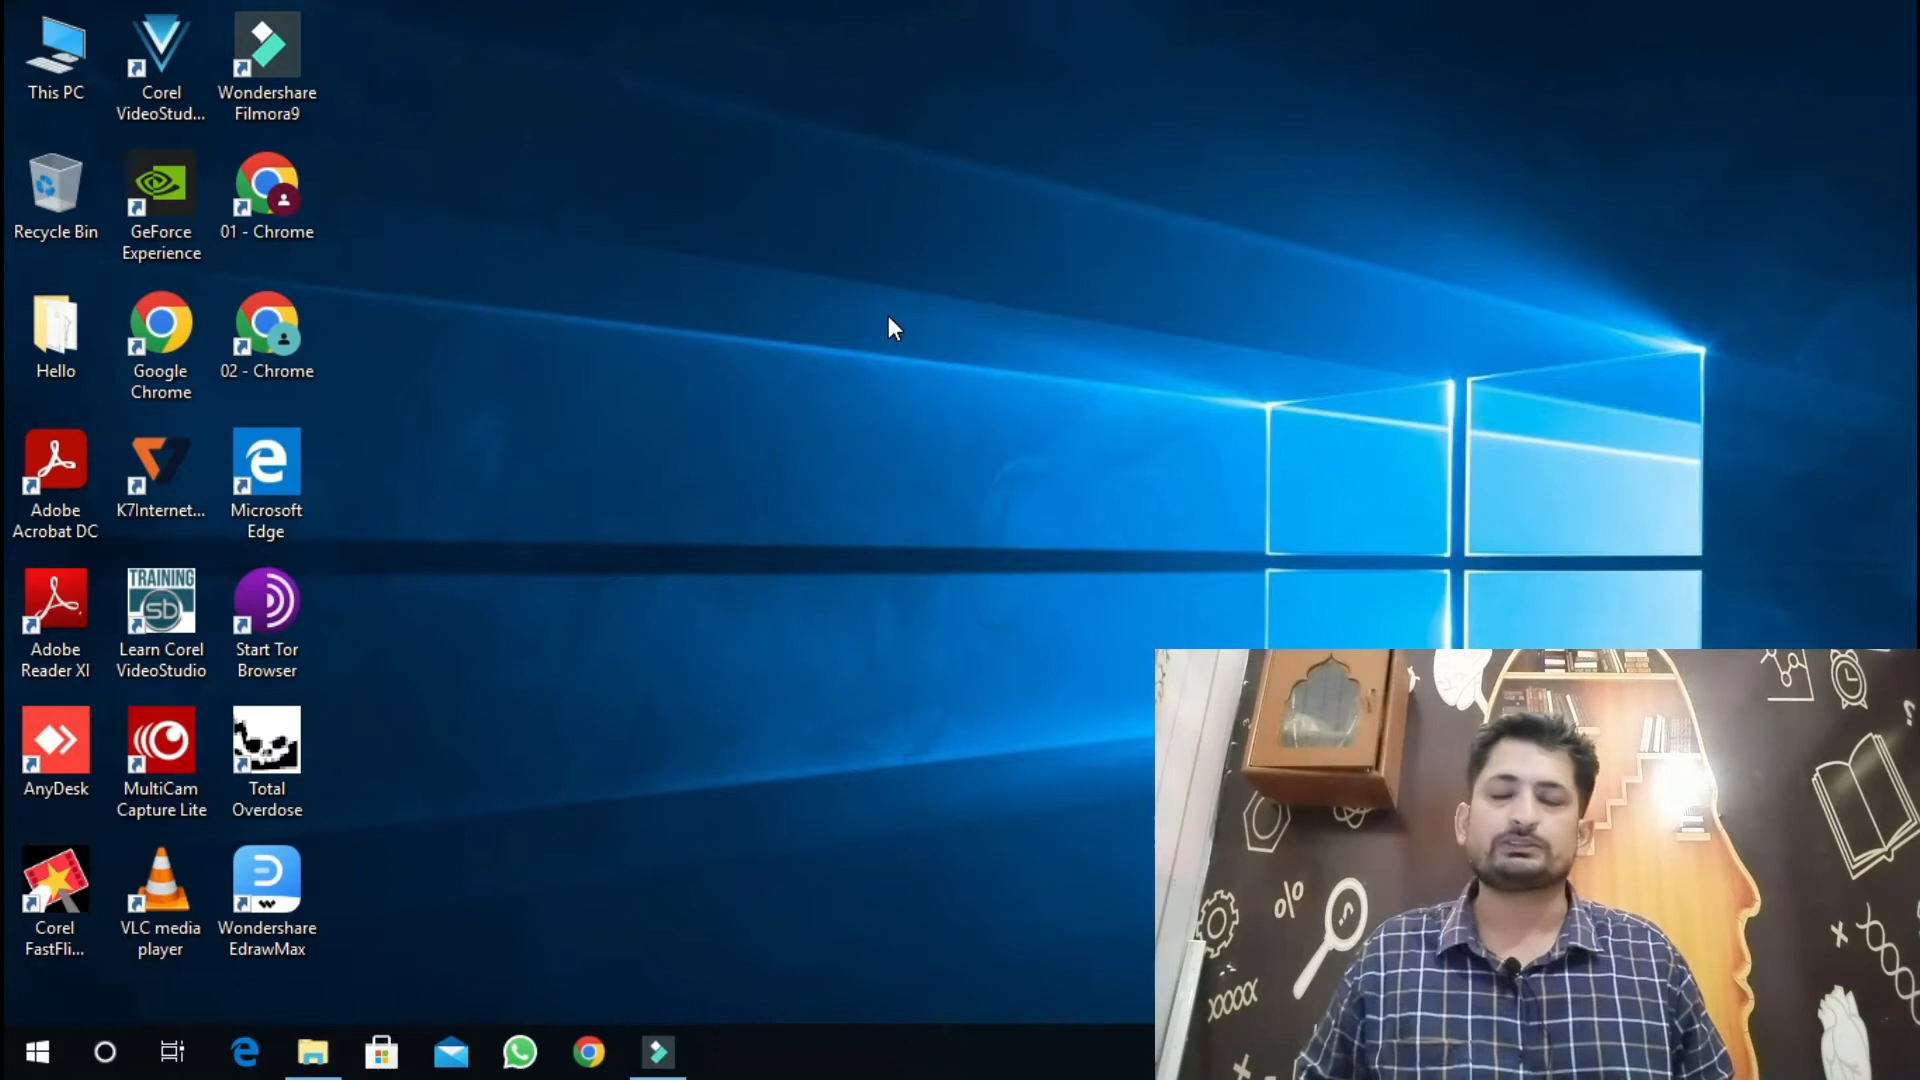 This PC
Corel
VideoStud...
Wondershare
Filmora9
Recycle Bin
GeForce
Experience
01 - Chrome
Hello
Google
Chrome
02 - Chrome
Adobe
Acrobat DC
K7Internet...
Microsoft
Edge
Adobe
Reader XI
TRAINING
sb
Learn Corel
VideoStudio
Start Tor
Browser
AnyDesk
MultiCam
Capture Lite
Total
Overdose
Corel
FastFli...
VLC media
player
Wondershare
EdrawMax
%